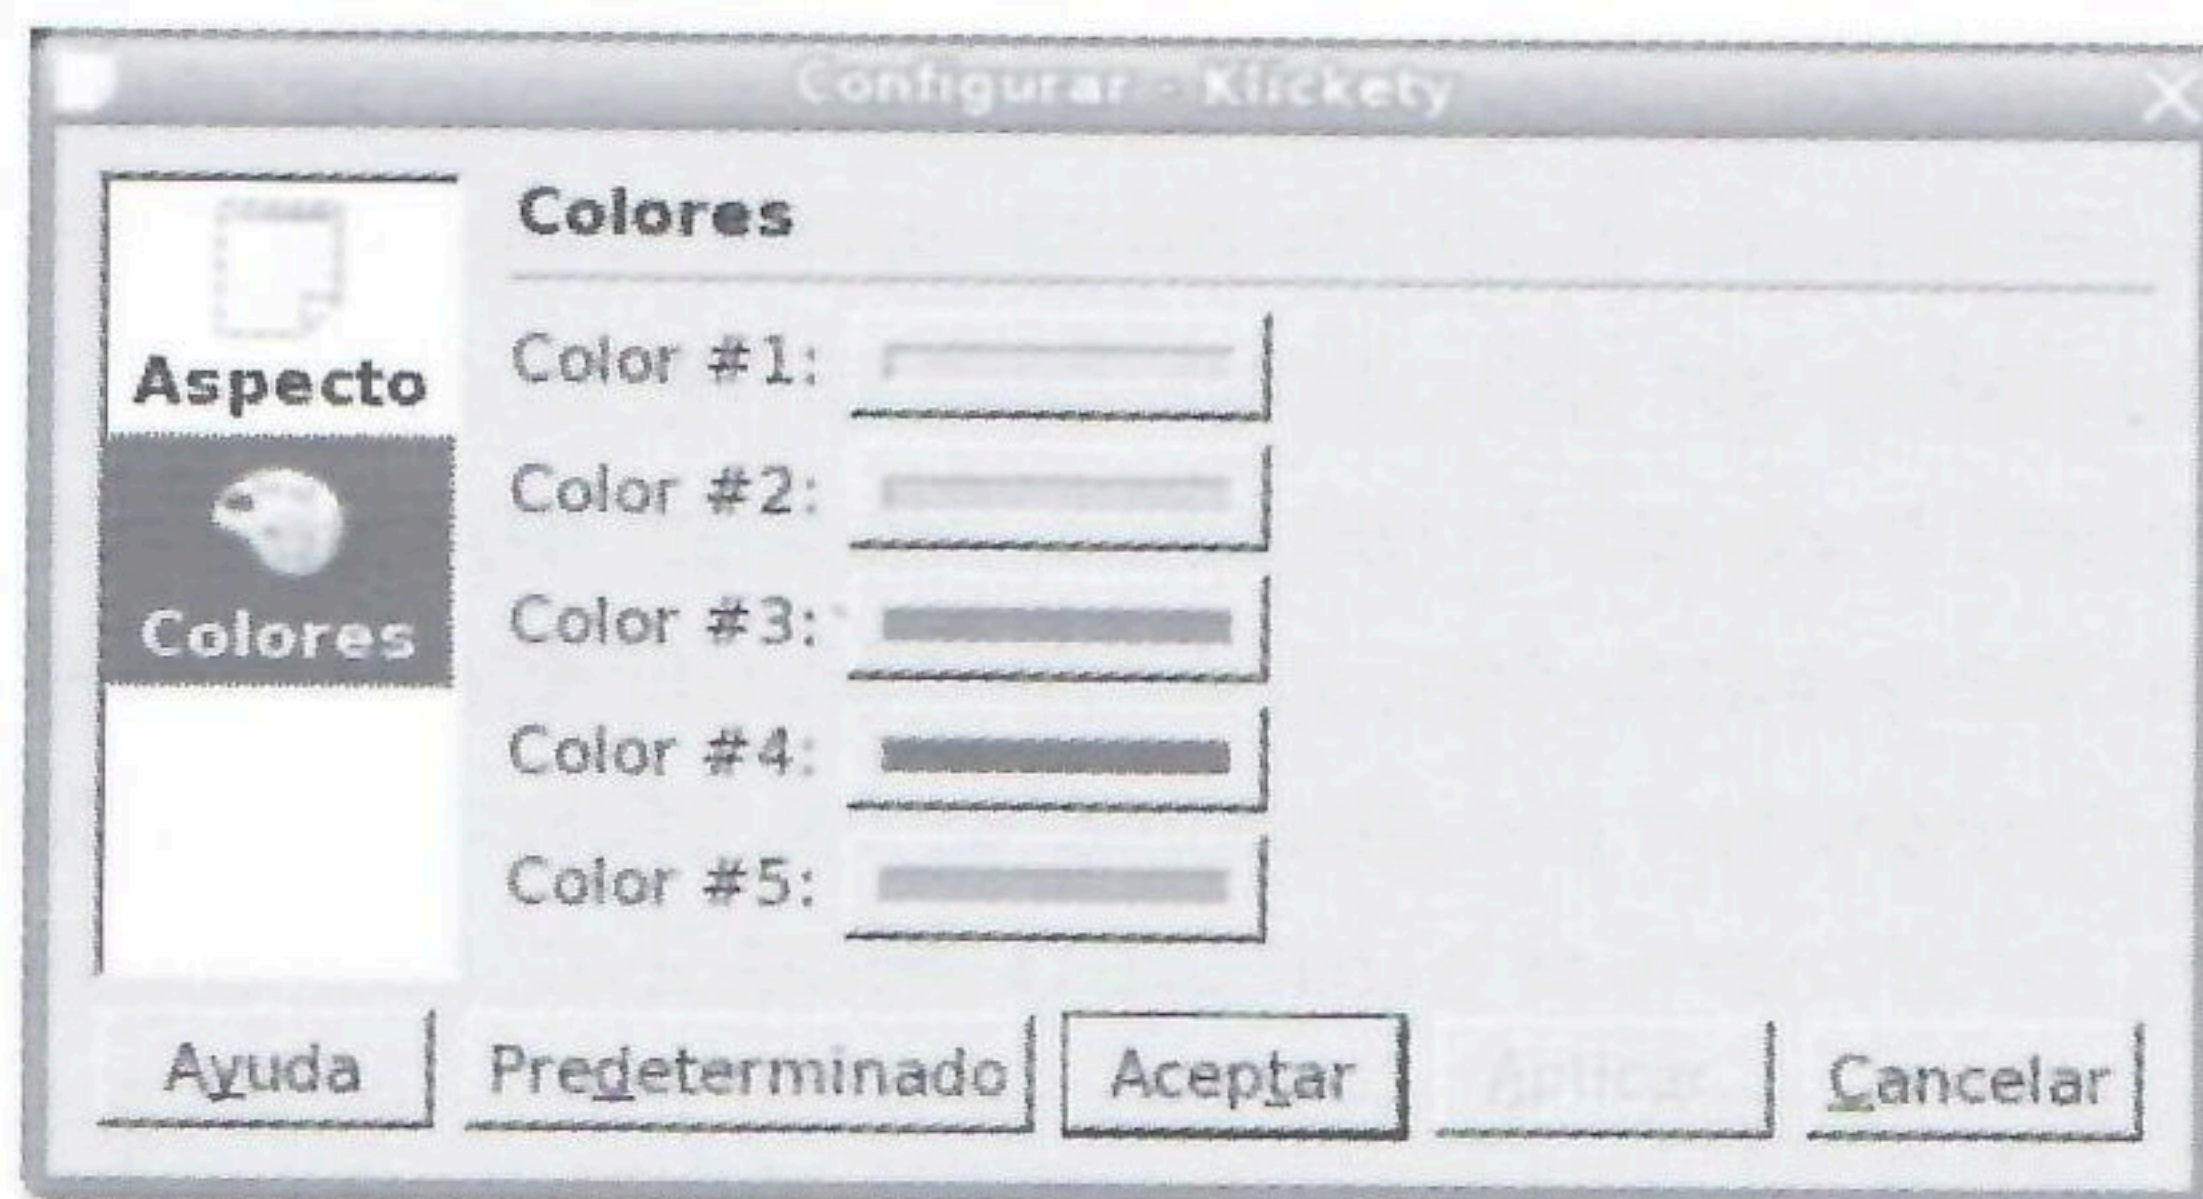 Configurar - Klickety
Aspecto
Colores
Colores
Color #1:
Color #2:
Color #3:
Color #4:
Color #5:
Ayuda Predeterminado Aceptar Aplicar Cancelar